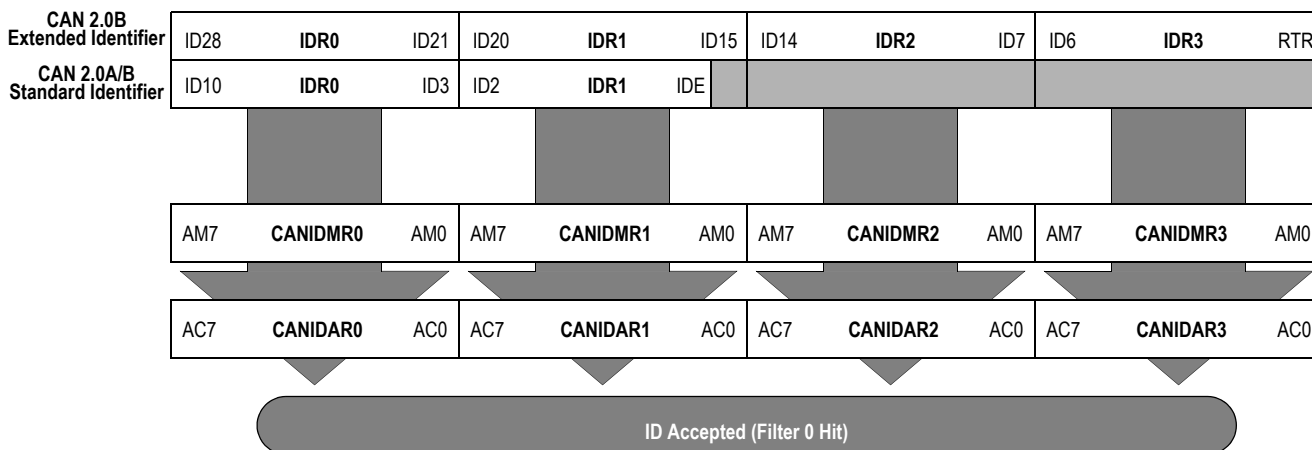 CAN 2.0B
Extended Identifier
ID28 IDR0 ID21 ID20 IDR1 ID15 ID14 IDR2 ID7 ID6 IDR3 RTR
CAN 2.0A/B
Standard Identifier
ID10 IDR0 ID3 ID2 IDR1 IDE
AM7 CANIDMR0 AM0 AM7 CANIDMR1 AM0 AM7 CANIDMR2 AM0 AM7 CANIDMR3 AM0
AC7 CANIDAR0 AC0 AC7 CANIDAR1 AC0 AC7 CANIDAR2 AC0 AC7 CANIDAR3 AC0
ID Accepted (Filter 0 Hit)